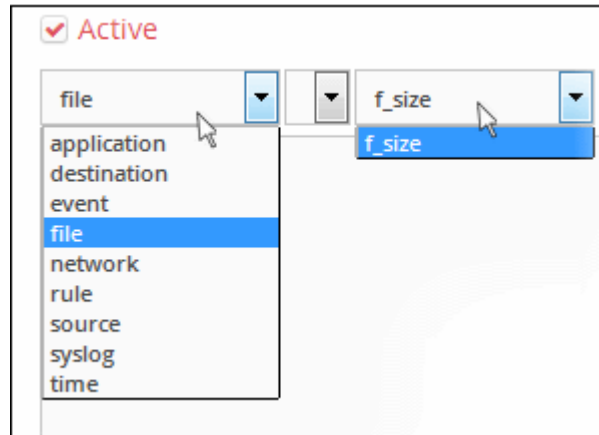 Active
file f_size
application f_size
destination
event
file
network
rule
source
syslog
time